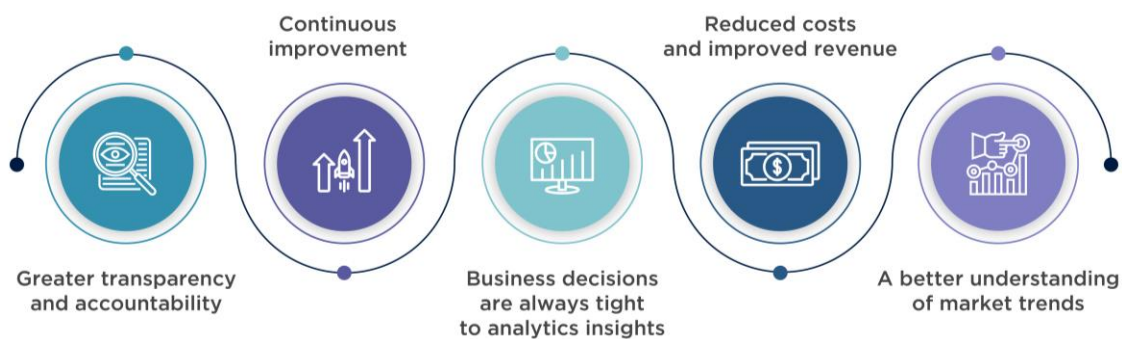 Greater transparency
and accountability
Continuous
improvement
Business decisions
are always tight
to analytics insights
Reduced costs
and improved revenue
A better understanding
of market trends